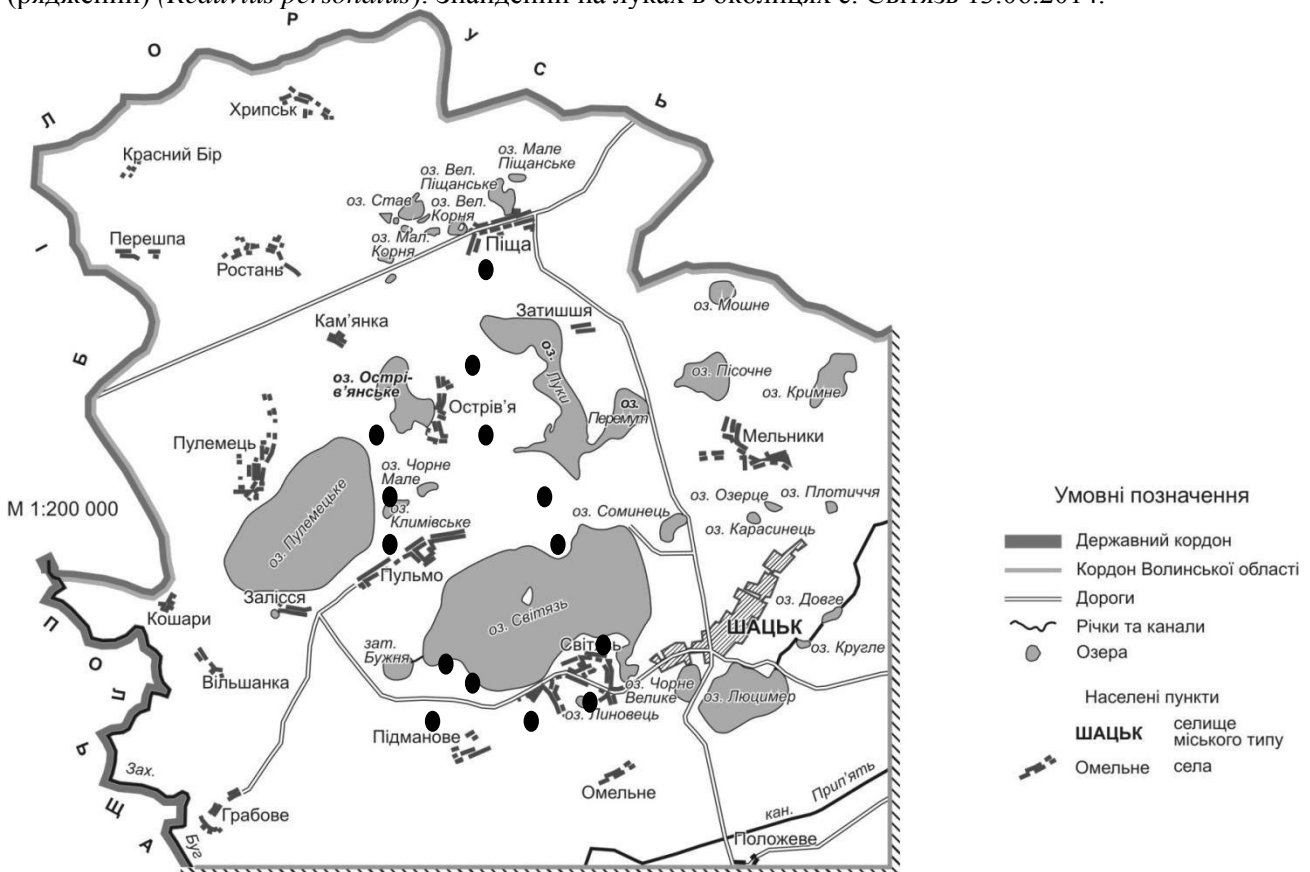 (ряджений) (Reduvius personatus). Знайдений на луках в околицях с. Світязь 15.06.2014.
Б І Л О Р У С Ь
Хрипськ
Красний Бір
оз. Мале
Піщанське
оз. Вел.
Піщанське
оз. Став
оз. Вел.
Корня
оз. Мал.
Корня
Піща
Перешпа
Ростань
оз. Мошне
Затишшя
Кам'янка
оз. Острі-
в'янське
оз. Луки
оз.
Перемут
оз. Пісочне
оз. Кримне
Острів'я
Пулемець
Мельники
оз. Чорне
Мале
оз.
Климівське
оз. Пулемецьке
оз. Соминець
оз. Озерце
оз. Плотиччя
оз. Карасинець
М 1:200 000
Пульмо
Залісся
Кошари
оз. Світязь
оз. Довге
ШАЦЬК
оз. Кругле
зат.
Бужня
Світязь
Вільшанка
оз. Чорне
Велике
оз. Люцимер
оз. Линовець
Підманове
Омельне
Грабове
Зах.
Буг
П О Л Ь Щ А
кан. Прип'ять
Положеве
Умовні позначення
Державний кордон
Кордон Волинської області
Дороги
Річки та канали
Озера
Населені пункти
ШАЦЬК селище
міського типу
Омельне села